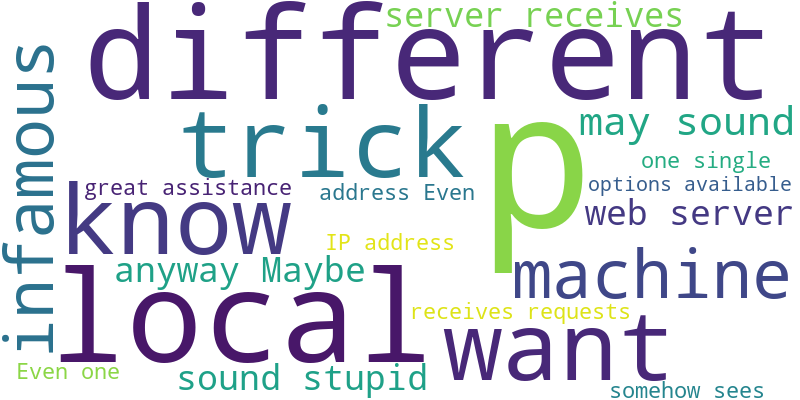 server receives
different
infamous
trick
p
may sound
one single
great assistance
address Even
options available
know
web server
IP address
anyway Maybe
machine
local
receives requests
want
Even one
sound stupid
somehow sees